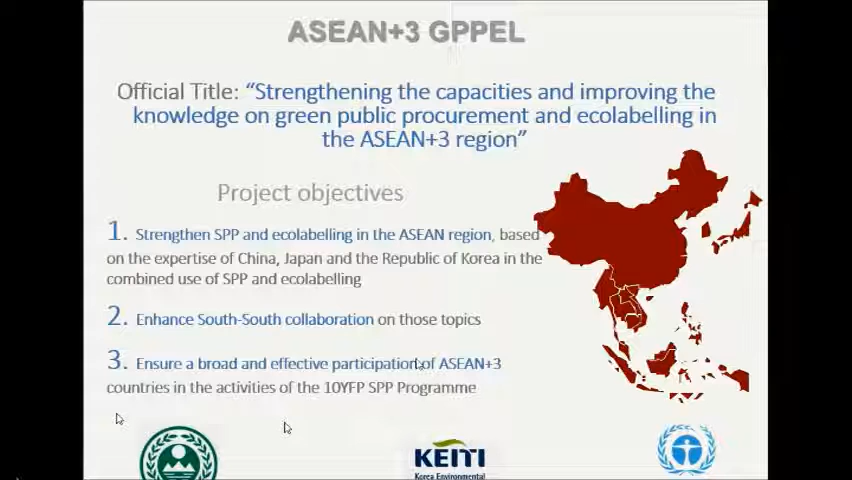 ASEAN+3 GPPEL
Official Title: “Strengthening the capacities and improving the
knowledge on green public procurement and ecolabelling in
the ASEAN+3 region”
Project objectives
1. Strengthen SPP and ecolabelling in the ASEAN region, based
on the expertise of China, Japan and the Republic of Korea in the
combined use of SPP and ecolabelling
2. Enhance South-South collaboration on those topics
3. Ensure a broad and effective participation of ASEAN+3
countries in the activities of the 10YFP SPP Programme
KEITI
Korea Environmental